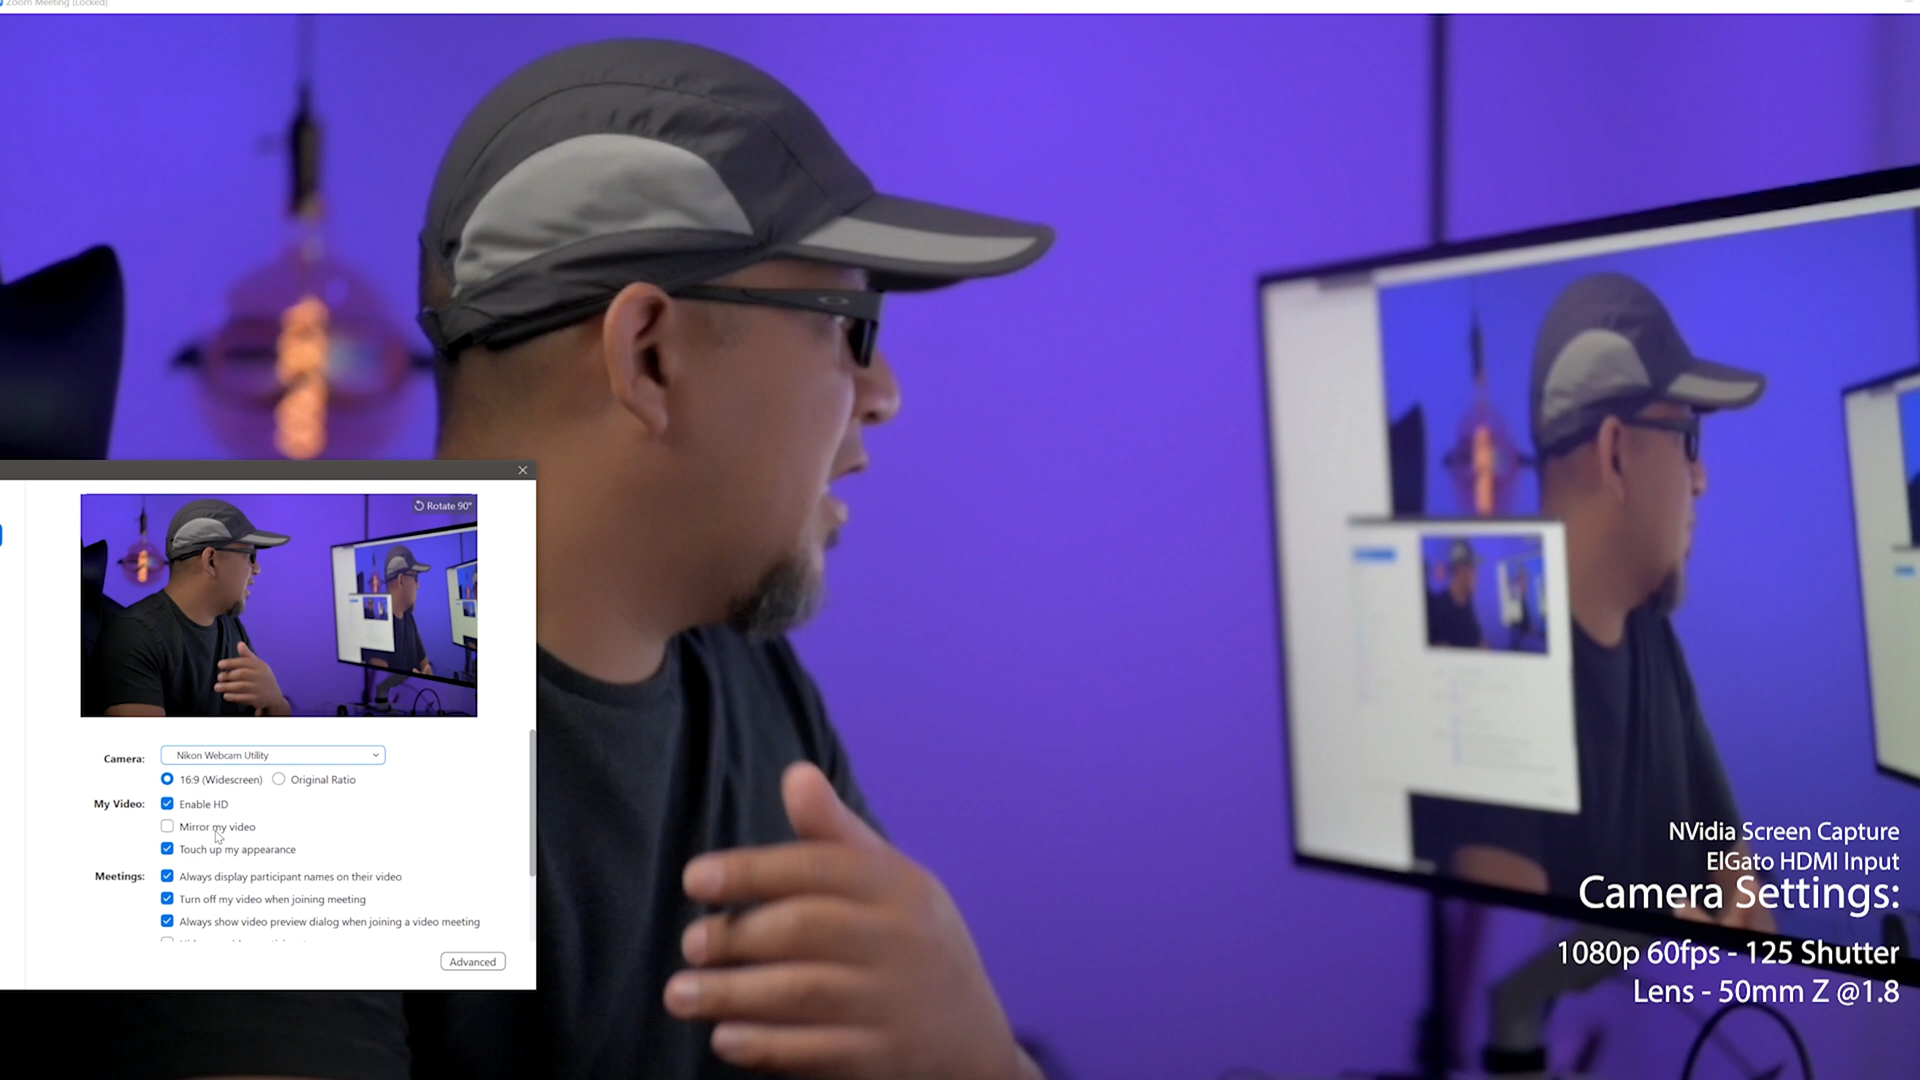 Zoom Meeting (Locked)
Rotate 90°
Camera:
Nikon Webcam Utility
16:9 (Widescreen)
Original Ratio
My Video:
Enable HD
Mirror my video
Touch up my appearance
Meetings:
Always display participant names on their video
Turn off my video when joining meeting
Always show video preview dialog when joining a video meeting
Advanced
NVidia Screen Capture
ElGato HDMI Input
Camera Settings:
1080p 60fps - 125 Shutter
Lens - 50mm Z @1.8